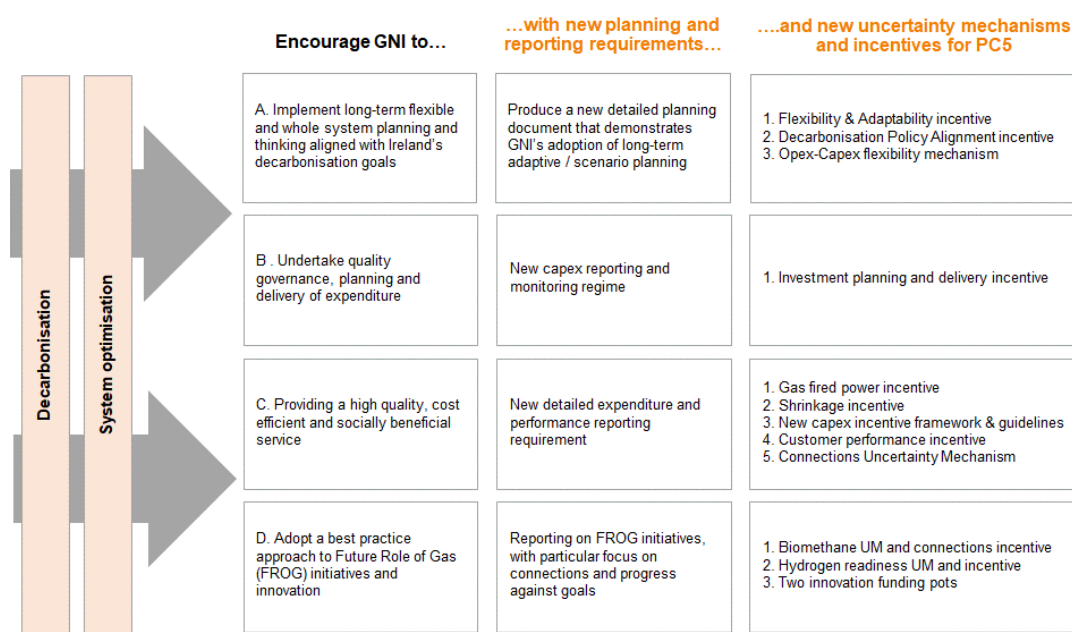 Encourage GNI to…
…with new planning and
reporting requirements…
….and new uncertainty mechanisms
and incentives for PC5
Decarbonisation
System optimisation
A. Implement long-term flexible
and whole system planning and
thinking aligned with Ireland's
decarbonisation goals
Produce a new detailed planning
document that demonstrates
GNI's adoption of long-term
adaptive / scenario planning
1. Flexibility & Adaptability incentive
2. Decarbonisation Policy Alignment incentive
3. Opex-Capex flexibility mechanism
B . Undertake quality
governance, planning and
delivery of expenditure
New capex reporting and
monitoring regime
1. Investment planning and delivery incentive
C. Providing a high quality, cost
efficient and socially beneficial
service
New detailed expenditure and
performance reporting
requirement
1. Gas fired power incentive
2. Shrinkage incentive
3. New capex incentive framework & guidelines
4. Customer performance incentive
5. Connections Uncertainty Mechanism
D. Adopt a best practice
approach to Future Role of Gas
(FROG) initiatives and
innovation
Reporting on FROG initiatives,
with particular focus on
connections and progress
against goals
1. Biomethane UM and connections incentive
2. Hydrogen readiness UM and incentive
3. Two innovation funding pots